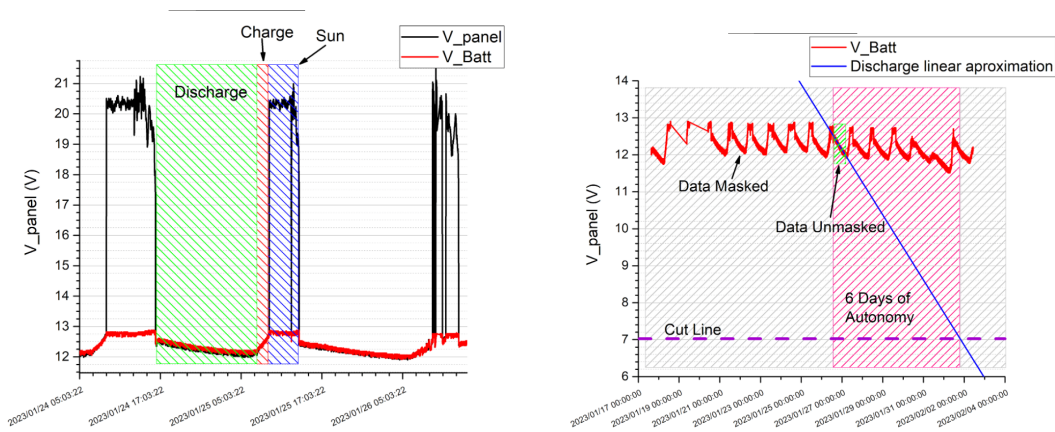 Charge
Sun
V_panel
V_Batt
Discharge
V_panel (V)
21
20
19
18
17
16
15
14
13
12
2023/01/24 05:03:22
2023/01/24 17:03:22
2023/01/25 05:03:22
2023/01/25 17:03:22
2023/01/26 05:03:22
V_Batt
Discharge linear aproximation
V_panel (V)
14
13
12
11
10
9
8
7
6
Data Masked
Data Unmasked
6 Days of
Autonomy
Cut Line
2023/01/17 00:00:00
2023/01/19 00:00:00
2023/01/21 00:00:00
2023/01/23 00:00:00
2023/01/25 00:00:00
2023/01/27 00:00:00
2023/01/29 00:00:00
2023/01/31 00:00:00
2023/02/02 00:00:00
2023/02/04 00:00:00